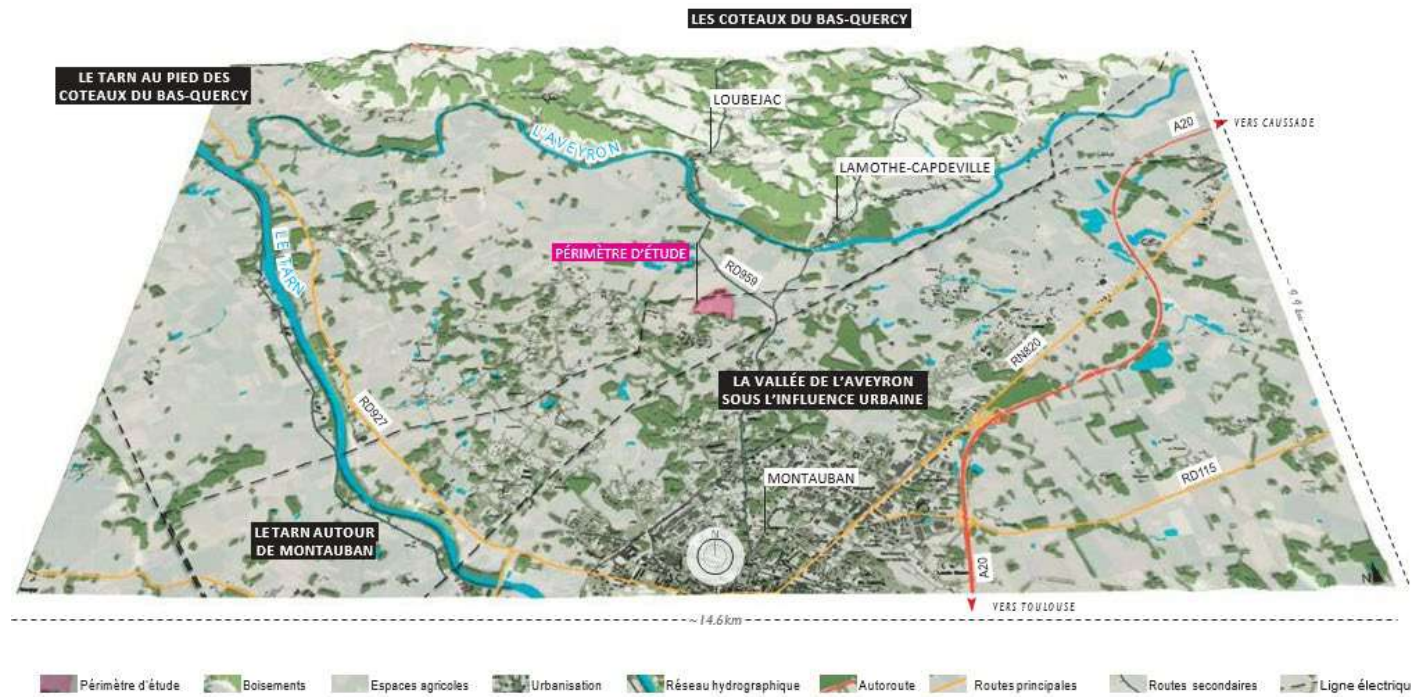 LES COTEAUX DU BAS-QUERCY
LE TARN AU PIED DES
COTEAUX DU BAS-QUERCY
LOUBEJAC
L'AVEYRON
A20
VERS CAUSSADE
LAMOTHE-CAPDEVILLE
LE TARN
PÉRIMÈTRE D'ÉTUDE
RD959
~ 9.9 km
RN820
LA VALLÉE DE L'AVEYRON
SOUS L'INFLUENCE URBAINE
RD927
RD115
MONTAUBAN
LE TARN AUTOUR
DE MONTAUBAN
N
A20
N
VERS TOULOUSE
~ 14.6km
Périmètre d'étude
Boisements
Espaces agricoles
Urbanisation
Réseau hydrographique
Autoroute
Routes principales
Routes secondaires
Ligne électriqu